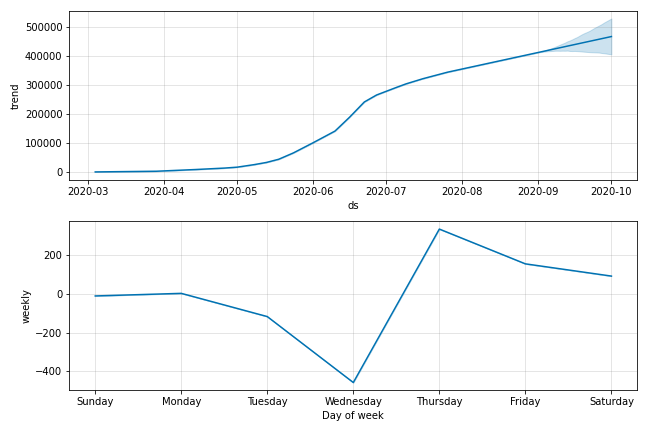 500000
400000
300000
200000
100000
0
trend
2020-03 2020-04 2020-05 2020-06 2020-07 2020-08 2020-09 2020-10
ds
200
0
−200
−400
weekly
Sunday Monday Tuesday Wednesday Thursday Friday Saturday
Day of week